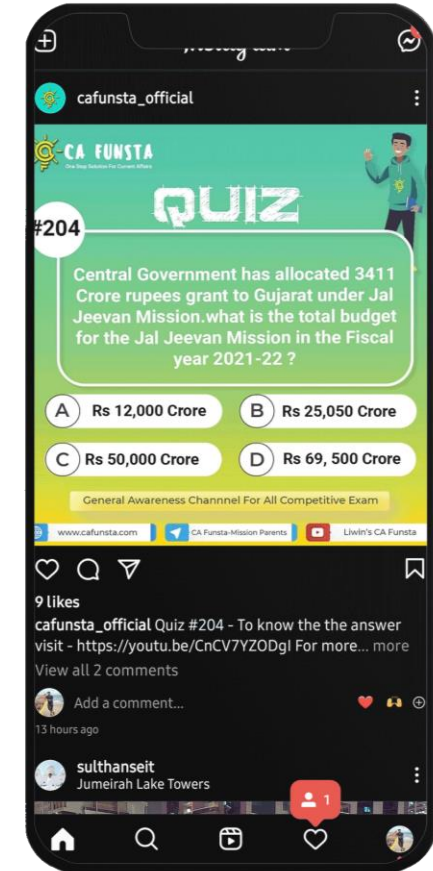 cafunsta_official
CA FUNSTA
One Stop Solution For Current Affairs
QUIZ
#204
Central Government has allocated 3411
Crore rupees grant to Gujarat under Jal
Jeevan Mission.what is the total budget
for the Jal Jeevan Mission in the Fiscal
year 2021-22 ?
A Rs 12,000 Crore
B Rs 25,050 Crore
C Rs 50,000 Crore
D Rs 69, 500 Crore
General Awareness Channnel For All Competitive Exam
www.cafunsta.com
CA Funsta-Mission Parents
Liwin's CA Funsta
9 likes
cafunsta_official Quiz #204 - To know the the answer
visit - https://youtu.be/CnCV7YZODgI For more... more
View all 2 comments
Add a comment...
13 hours ago
sulthanseit
Jumeirah Lake Towers
1